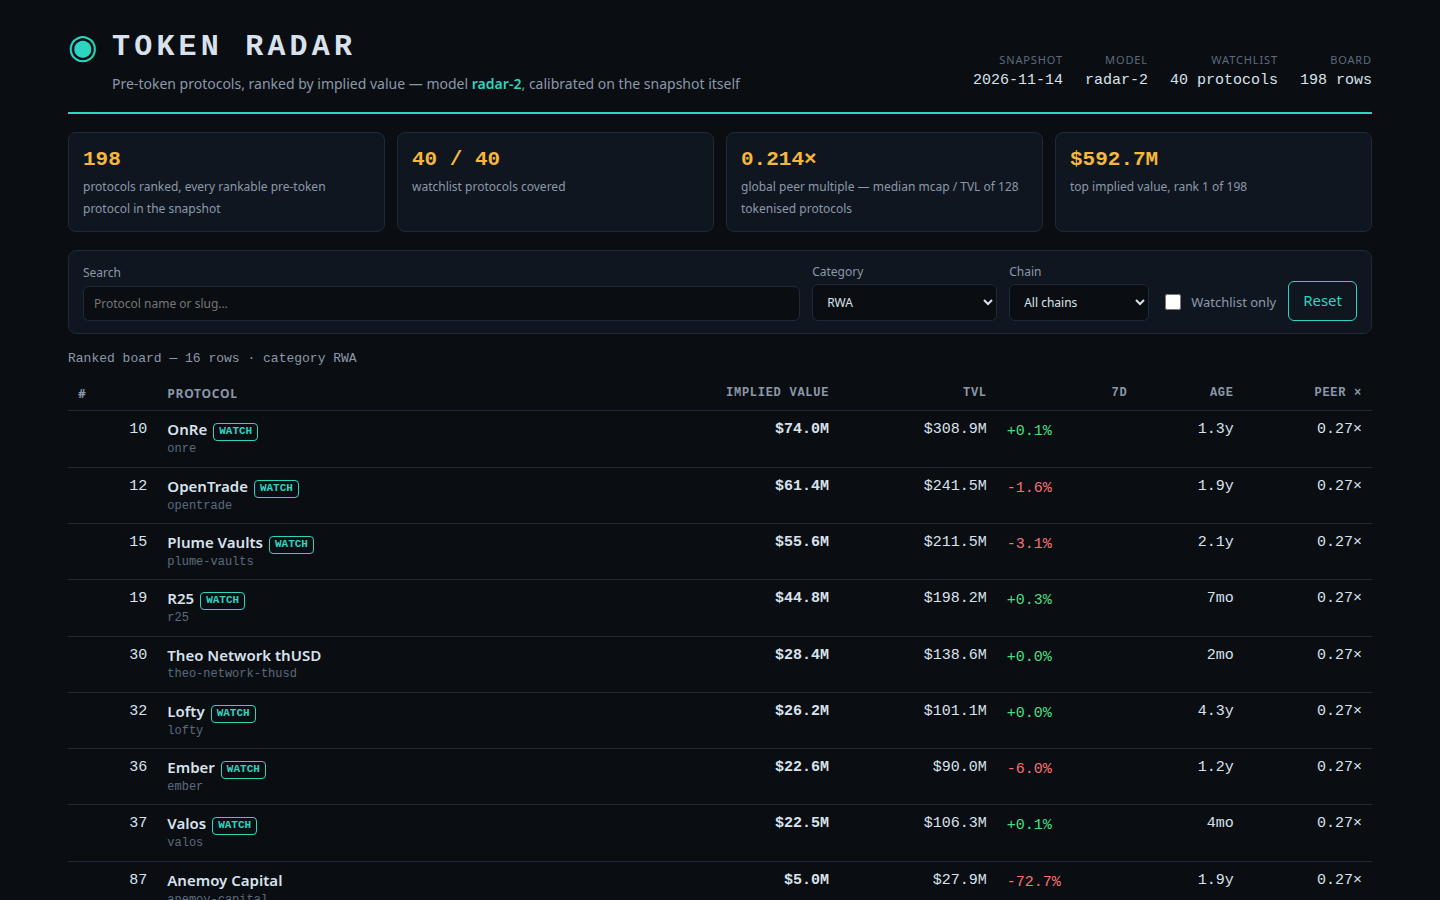 TOKEN RADAR
Pre-token protocols, ranked by implied value — model radar-2, calibrated on the snapshot itself
SNAPSHOT MODEL WATCHLIST BOARD
2026-11-14 radar-2 40 protocols 198 rows
198
protocols ranked, every rankable pre-token
protocol in the snapshot
40 / 40
watchlist protocols covered
0.214×
global peer multiple — median mcap / TVL of 128
tokenised protocols
$592.7M
top implied value, rank 1 of 198
Search Category Chain
Protocol name or slug... RWA All chains Watchlist only Reset
Ranked board — 16 rows · category RWA
# PROTOCOL IMPLIED VALUE TVL 7D AGE PEER ×
10 OnRe WATCH $74.0M $308.9M +0.1% 1.3y 0.27×
onre
12 OpenTrade WATCH $61.4M $241.5M -1.6% 1.9y 0.27×
opentrade
15 Plume Vaults WATCH $55.6M $211.5M -3.1% 2.1y 0.27×
plume-vaults
19 R25 WATCH $44.8M $198.2M +0.3% 7mo 0.27×
r25
30 Theo Network thUSD $28.4M $138.6M +0.0% 2mo 0.27×
theo-network-thusd
32 Lofty WATCH $26.2M $101.1M +0.0% 4.3y 0.27×
lofty
36 Ember WATCH $22.6M $90.0M -6.0% 1.2y 0.27×
ember
37 Valos WATCH $22.5M $106.3M +0.1% 4mo 0.27×
valos
87 Anemoy Capital $5.0M $27.9M -72.7% 1.9y 0.27×
anemoy-capital